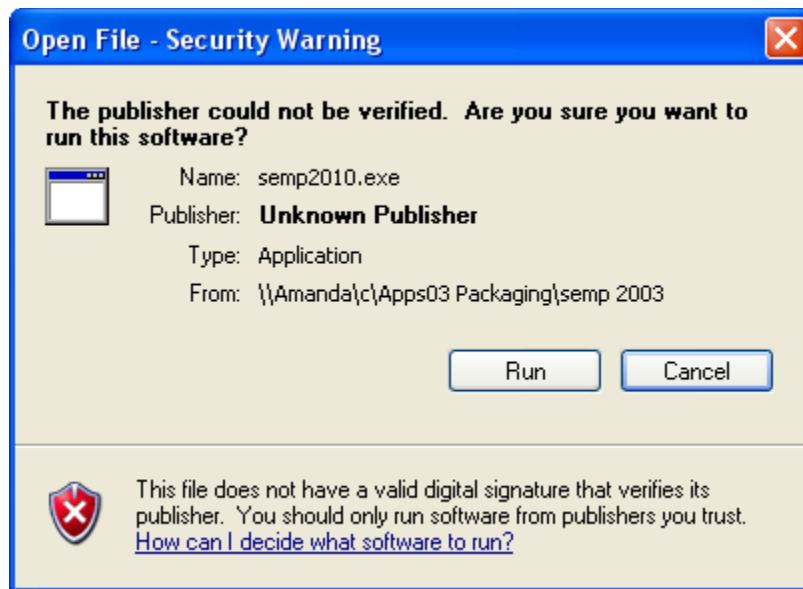 Open File - Security Warning
The publisher could not be verified.  Are you sure you want to
run this software?
Name: semp2010.exe
Publisher: Unknown Publisher
Type: Application
From: \\Amanda\c\Apps03 Packaging\semp 2003
Run Cancel
This file does not have a valid digital signature that verifies its
publisher.  You should only run software from publishers you trust.
How can I decide what software to run?